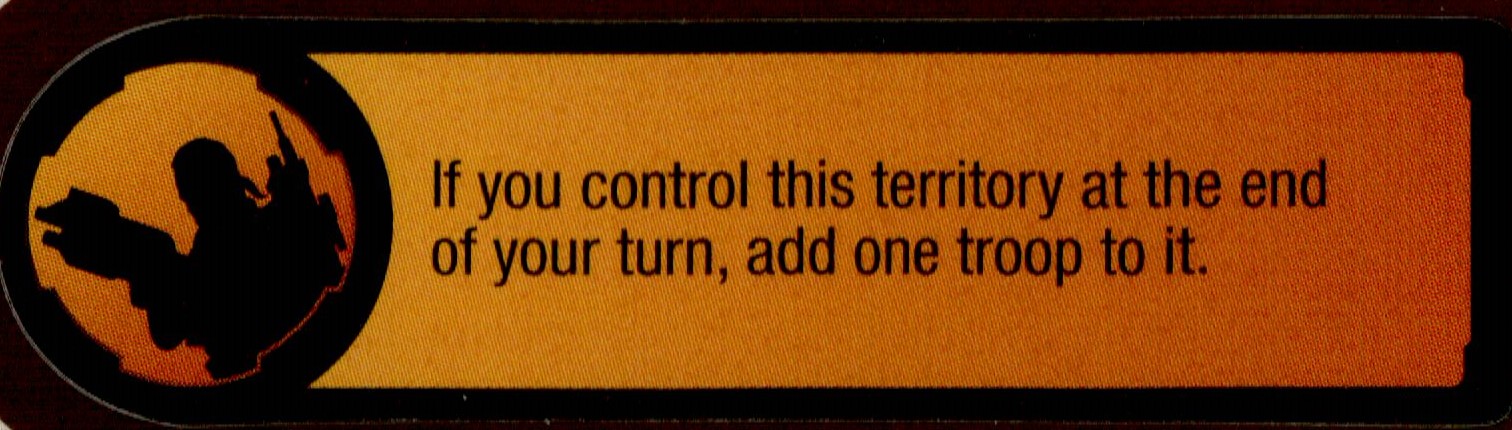 If you control this territory at the end
of your turn, add one troop to it.